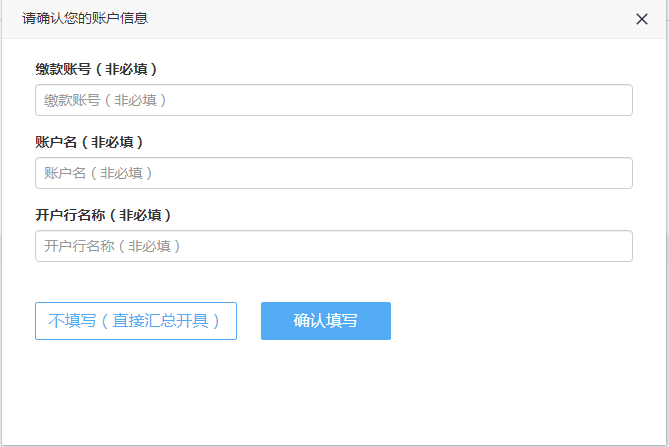 请确认您的账户信息
缴款账号（非必填）
缴款账号（非必填）
账户名（非必填）
账户名（非必填）
开户行名称（非必填）
开户行名称（非必填）
不填写（直接汇总开具） 确认填写